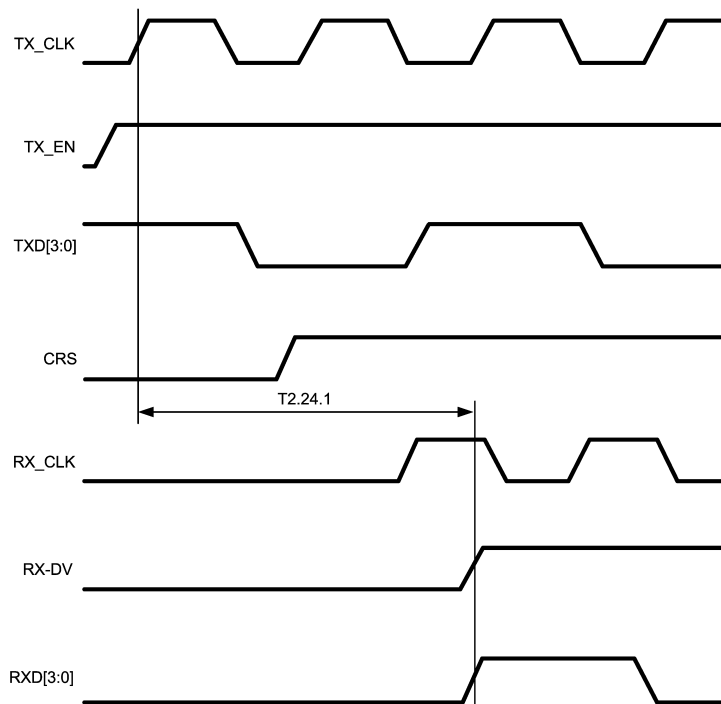 TX_CLK
TX_EN
TXD[3:0]
CRS
T2.24.1
RX_CLK
RX-DV
RXD[3:0]